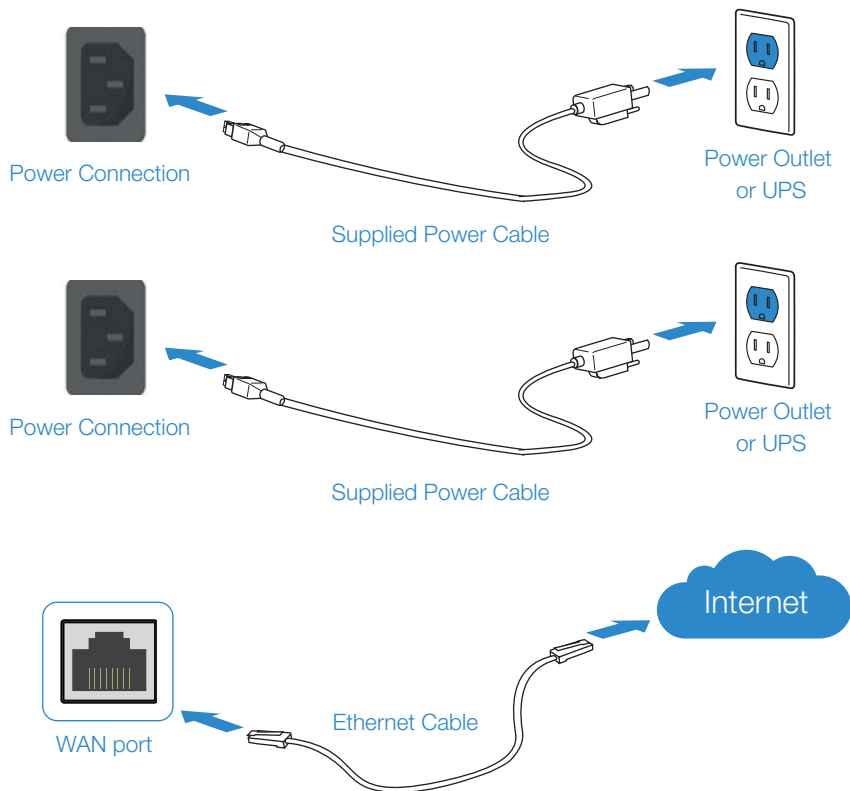 Power Connection
Power Outlet
or UPS
Supplied Power Cable
Power Connection
Power Outlet
or UPS
Supplied Power Cable
Internet
Ethernet Cable
WAN port